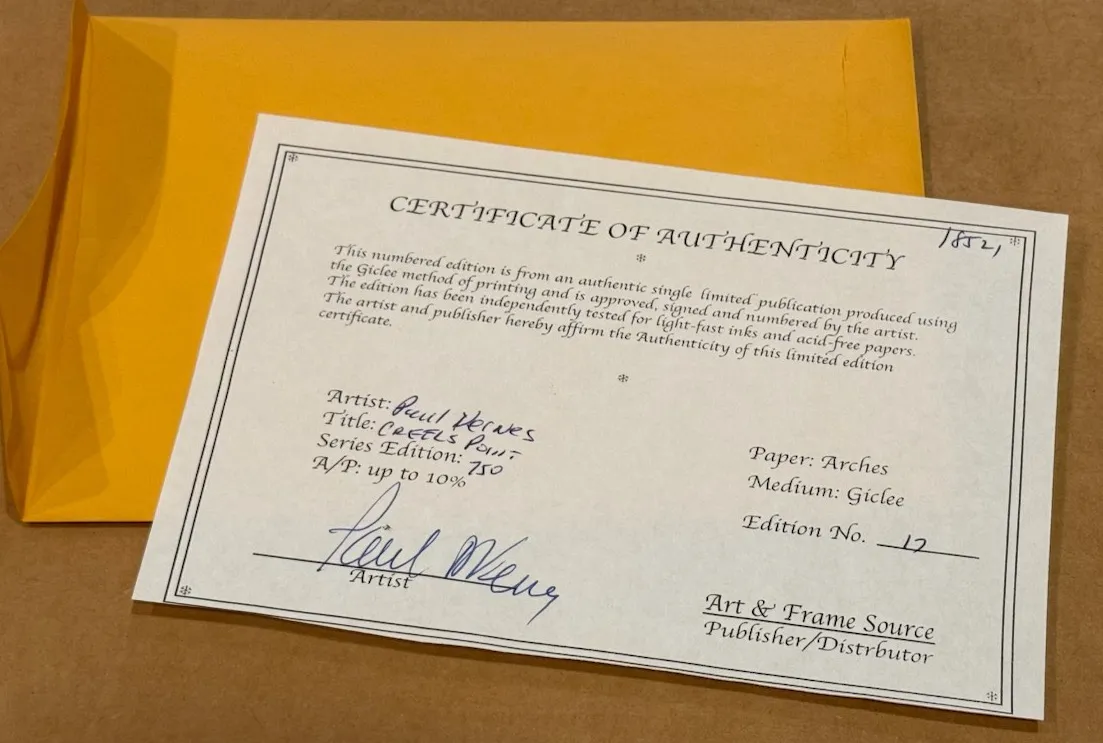 CERTIFICATE OF AUTHENTICITY
18521
This numbered edition is from an authentic single limited publication produced using
the Giclee method of printing and is approved, signed and numbered by the artist.
The edition has been independently tested for light-fast inks and acid-free papers.
The artist and publisher hereby affirm the Authenticity of this limited edition
certificate.
Artist: Paul
Title: CREELS POINT
Series Edition: 750
A/P: up to 10%
Paper: Arches
Medium: Giclee
Edition No. 12
Paul
Artist
Art & Frame Source
Publisher/Distrbutor